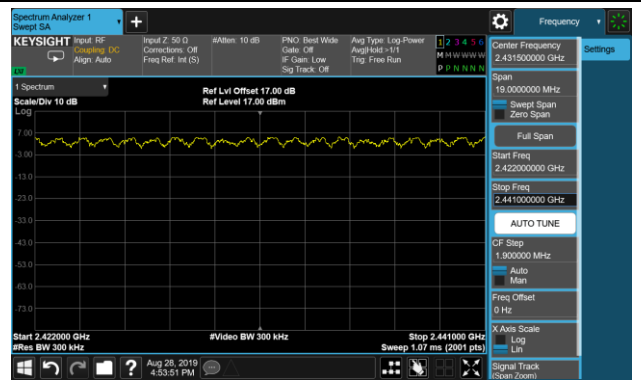 Spectrum Analyzer 1
Swept SA
Frequency
KEYSIGHT
Input: RF
Coupling: DC
Align: Auto
Input Z: 50 Ω
Corrections: Off
Freq Ref: Int (S)
#Atten: 10 dB
PNO: Best Wide
Gate: Off
IF Gain: Low
Sig Track: Off
Avg Type: Log-Power
Avg|Hold:>1/1
Trig: Free Run
1 2 3 4 5 6
M M W W W W
P P N N N N
1 Spectrum
Scale/Div 10 dB
Ref Lvl Offset 17.00 dB
Ref Level 17.00 dBm
Log
7.00
-3.00
-13.0
-23.0
-33.0
-43.0
-53.0
-63.0
-73.0
Start 2.422000 GHz
#Res BW 300 kHz
#Video BW 300 kHz
Stop 2.441000 GHz
Sweep 1.07 ms (2001 pts)
Aug 28, 2019
4:53:51 PM
Center Frequency
2.431500000 GHz
Settings
Span
19.0000000 MHz
Swept Span
Zero Span
Full Span
Start Freq
2.422000000 GHz
Stop Freq
2.441000000 GHz
AUTO TUNE
CF Step
1.900000 MHz
Auto
Man
Freq Offset
0 Hz
X Axis Scale
Log
Lin
Signal Track
(Span Zoom)